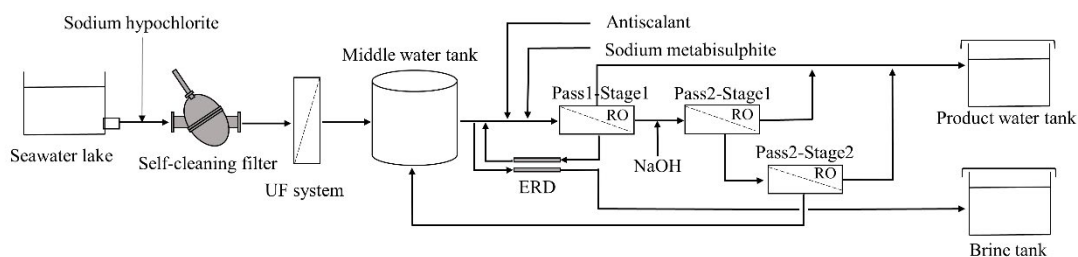 Sodium hypochlorite
Antiscalant
Sodium metabisulphite
Middle water tank
Pass1-Stage1
RO
Pass2-Stage1
RO
Product water tank
Seawater lake
Self-cleaning filter
UF system
ERD
NaOH
Pass2-Stage2
RO
Brine tank